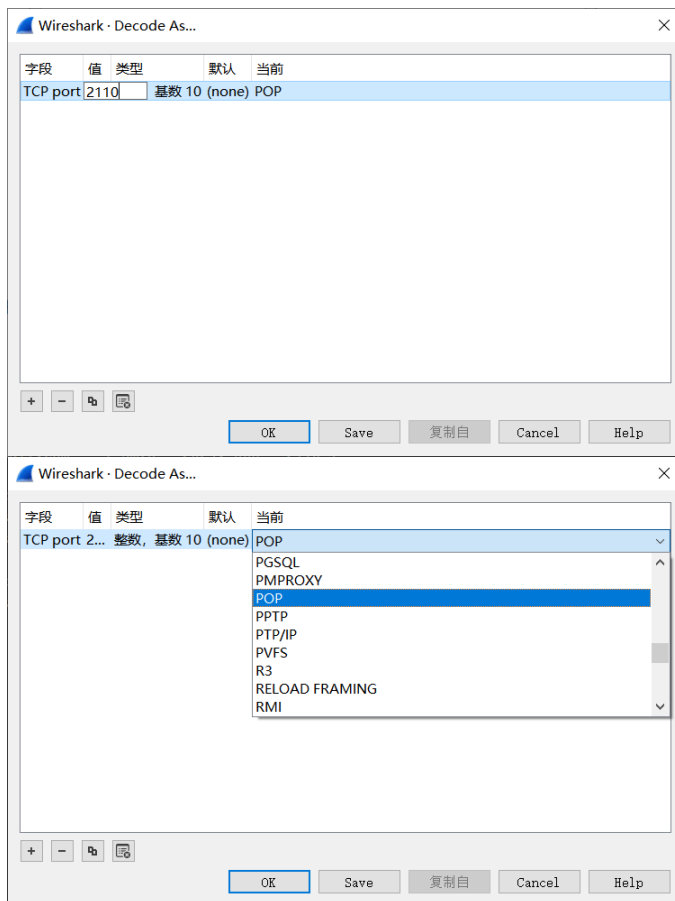 Wireshark · Decode As...
字段 值 类型 默认 当前
TCP port 2110 基数 10 (none) POP
OK Save 复制自 Cancel Help
Wireshark · Decode As...
字段 值 类型 默认 当前
TCP port 2... 整数，基数 10 (none) POP
PGSQL
PMPROXY
POP
PPTP
PTP/IP
PVFS
R3
RELOAD FRAMING
RMI
OK Save 复制自 Cancel Help